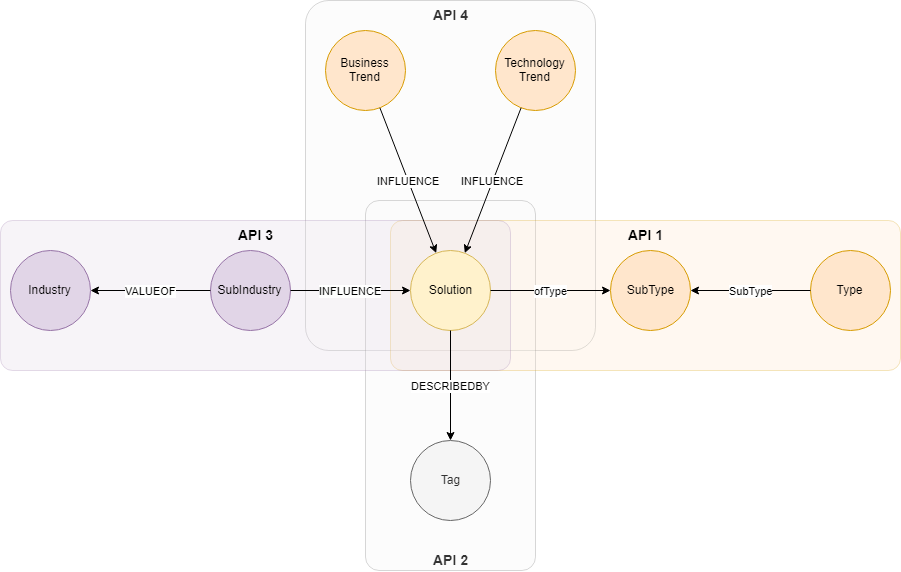 API 4
Business
Trend
Technology
Trend
INFLUENCE
INFLUENCE
API 3
API 1
Industry
VALUEOF
SubIndustry
INFLUENCE
Solution
ofType
SubType
SubType
Type
DESCRIBEDBY
Tag
API 2